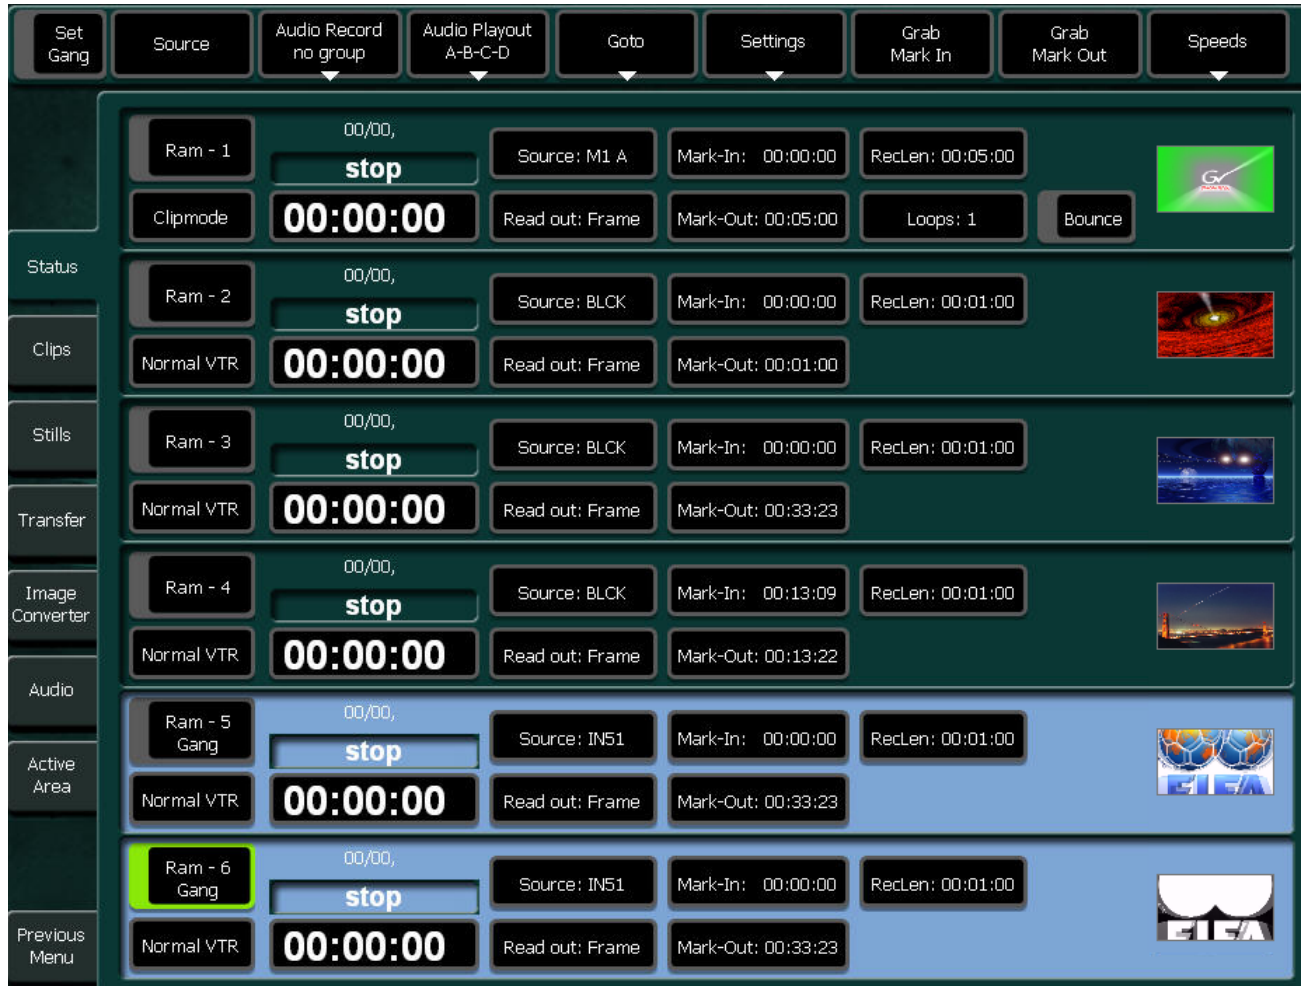 Set
Gang
Source
Audio Record
no group
Audio Playout
A-B-C-D
Goto
Settings
Grab
Mark In
Grab
Mark Out
Speeds
Status
Clips
Stills
Transfer
Image
Converter
Audio
Active
Area
Previous
Menu
Ram - 1
00/00,
stop
Source: M1 A
Mark-In: 00:00:00
RecLen: 00:05:00
Clipmode
00:00:00
Read out: Frame
Mark-Out: 00:05:00
Loops: 1
Bounce
Ram - 2
00/00,
stop
Source: BLCK
Mark-In: 00:00:00
RecLen: 00:01:00
Normal VTR
00:00:00
Read out: Frame
Mark-Out: 00:01:00
Ram - 3
00/00,
stop
Source: BLCK
Mark-In: 00:00:00
RecLen: 00:01:00
Normal VTR
00:00:00
Read out: Frame
Mark-Out: 00:33:23
Ram - 4
00/00,
stop
Source: BLCK
Mark-In: 00:13:09
RecLen: 00:01:00
Normal VTR
00:00:00
Read out: Frame
Mark-Out: 00:13:22
Ram - 5
Gang
00/00,
stop
Source: IN51
Mark-In: 00:00:00
RecLen: 00:01:00
Normal VTR
00:00:00
Read out: Frame
Mark-Out: 00:33:23
FIFA
Ram - 6
Gang
00/00,
stop
Source: IN51
Mark-In: 00:00:00
RecLen: 00:01:00
Normal VTR
00:00:00
Read out: Frame
Mark-Out: 00:33:23
FIFA